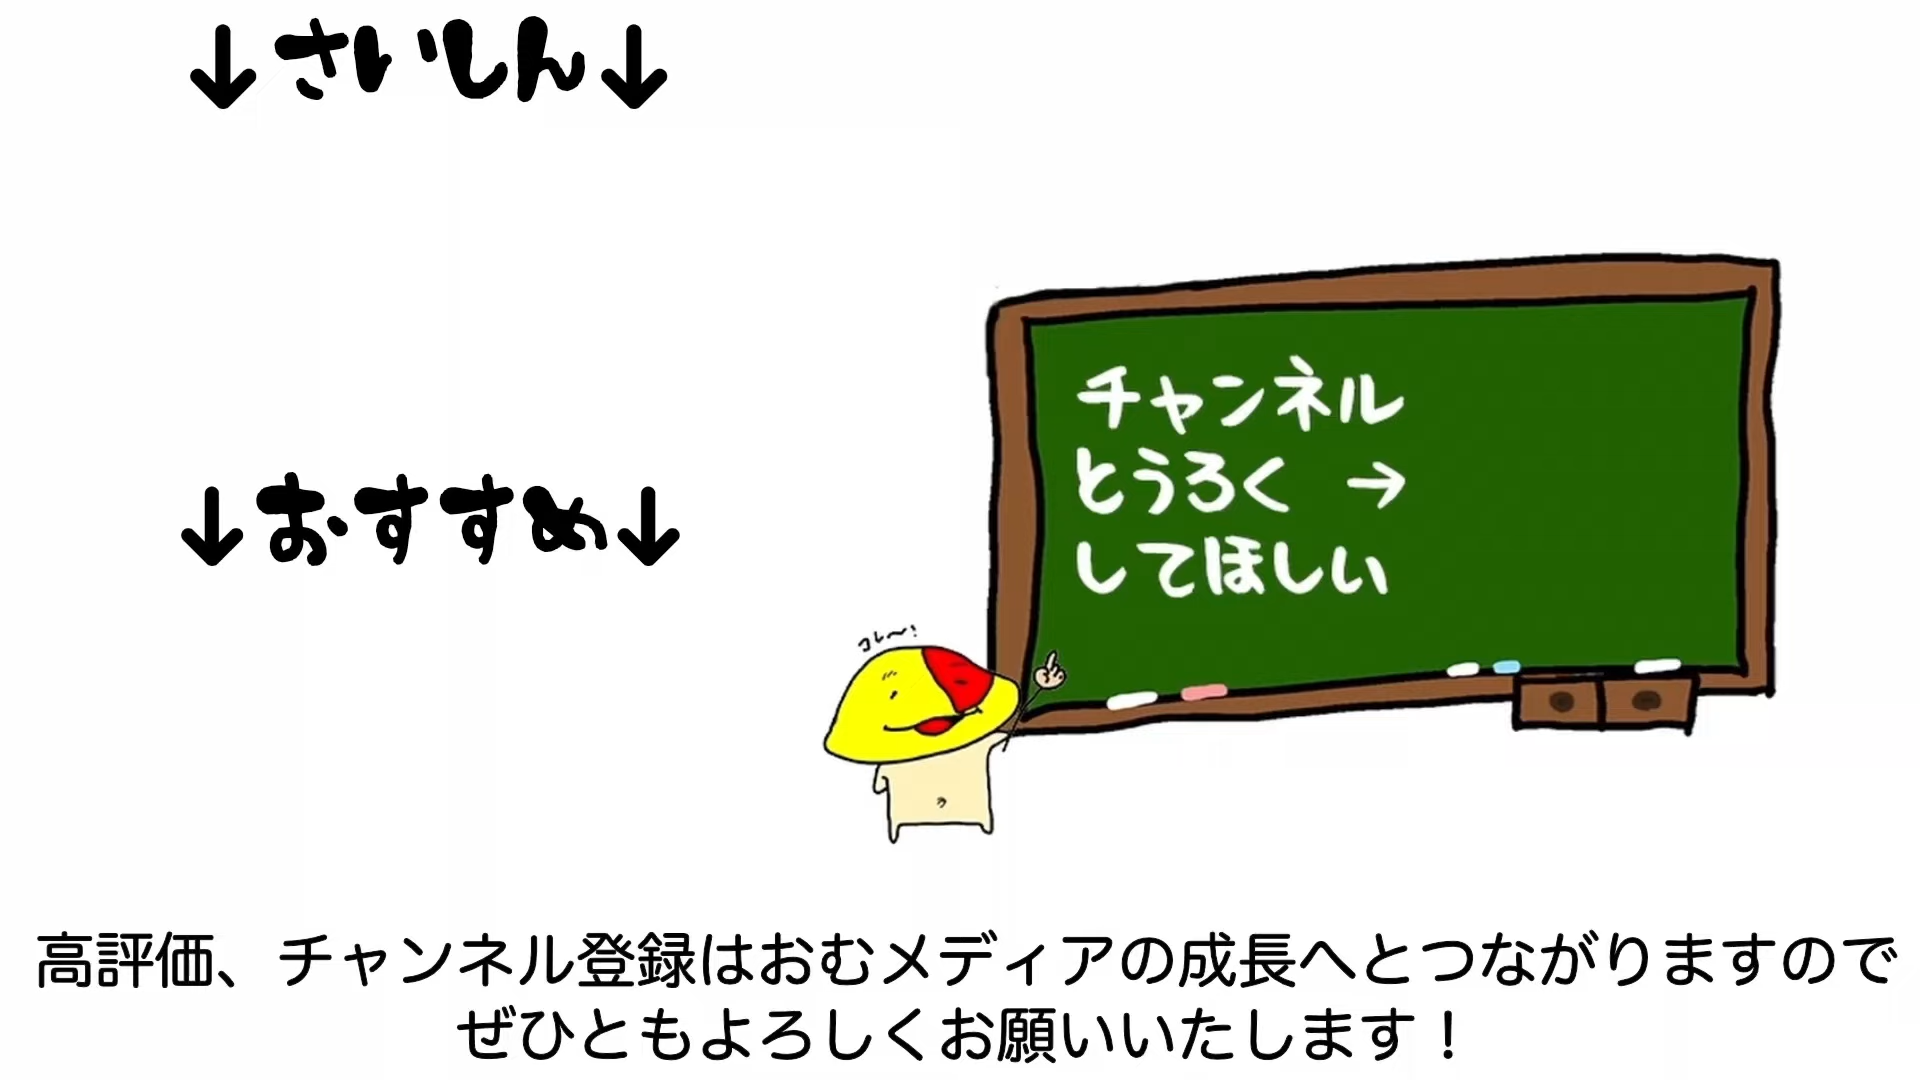 ↓さいしん↓
↓おすすめ↓
チャンネル
とうろく →
してほしい
コレ〜!
高評価、チャンネル登録はおむメディアの成長へとつながりますので
ぜひともよろしくお願いいたします！